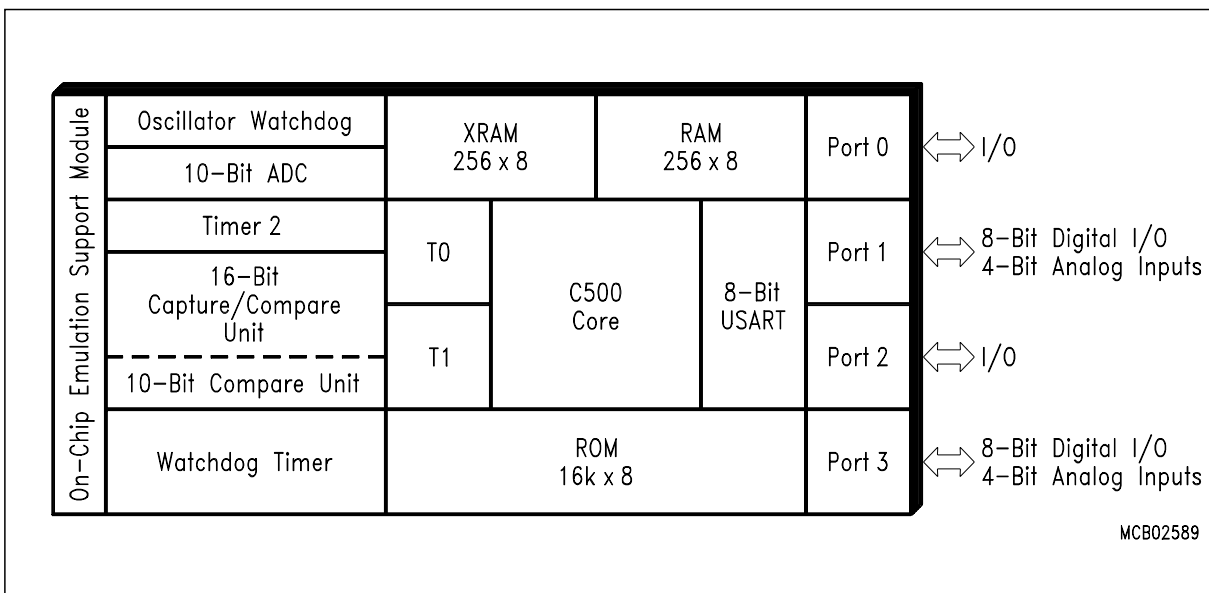 On-Chip Emulation Support Module
Oscillator Watchdog
10-Bit ADC
Timer 2
16-Bit
Capture/Compare
Unit
10-Bit Compare Unit
Watchdog Timer
XRAM
256 x 8
RAM
256 x 8
T0
T1
C500
Core
8-Bit
USART
ROM
16k x 8
Port 0
I/O
Port 1
8-Bit Digital I/O
4-Bit Analog Inputs
Port 2
I/O
Port 3
8-Bit Digital I/O
4-Bit Analog Inputs
MCB02589